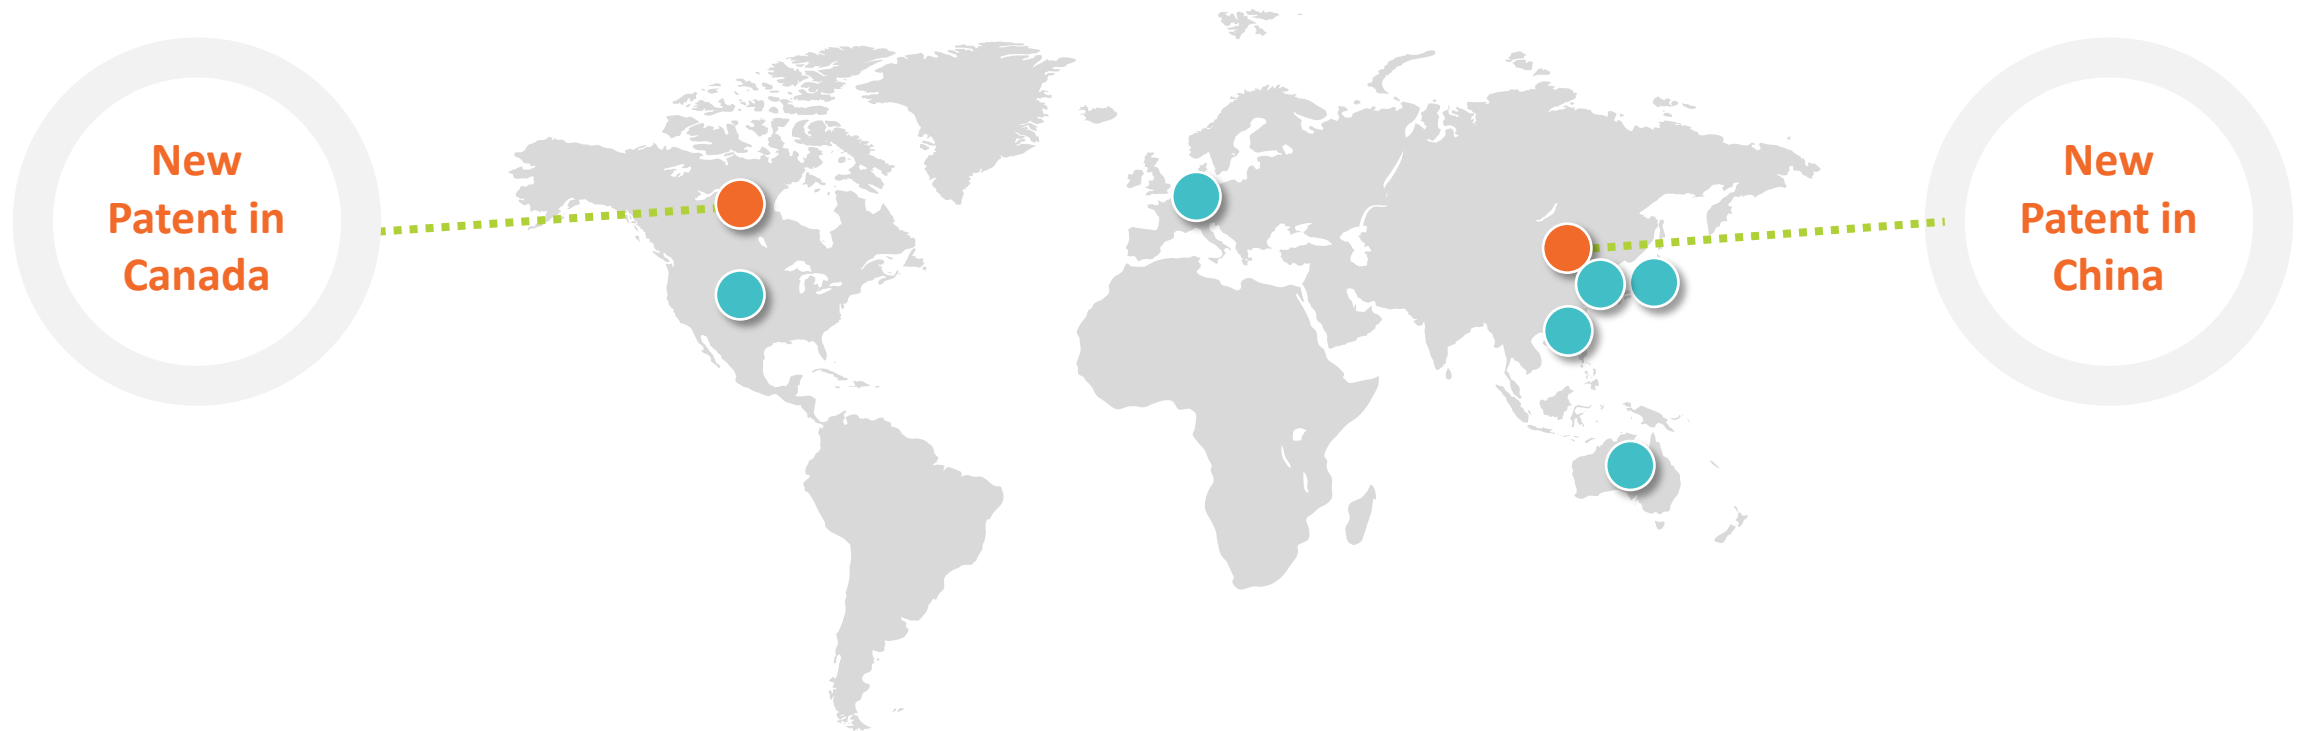 New
Patent in
Canada
New
Patent in
China